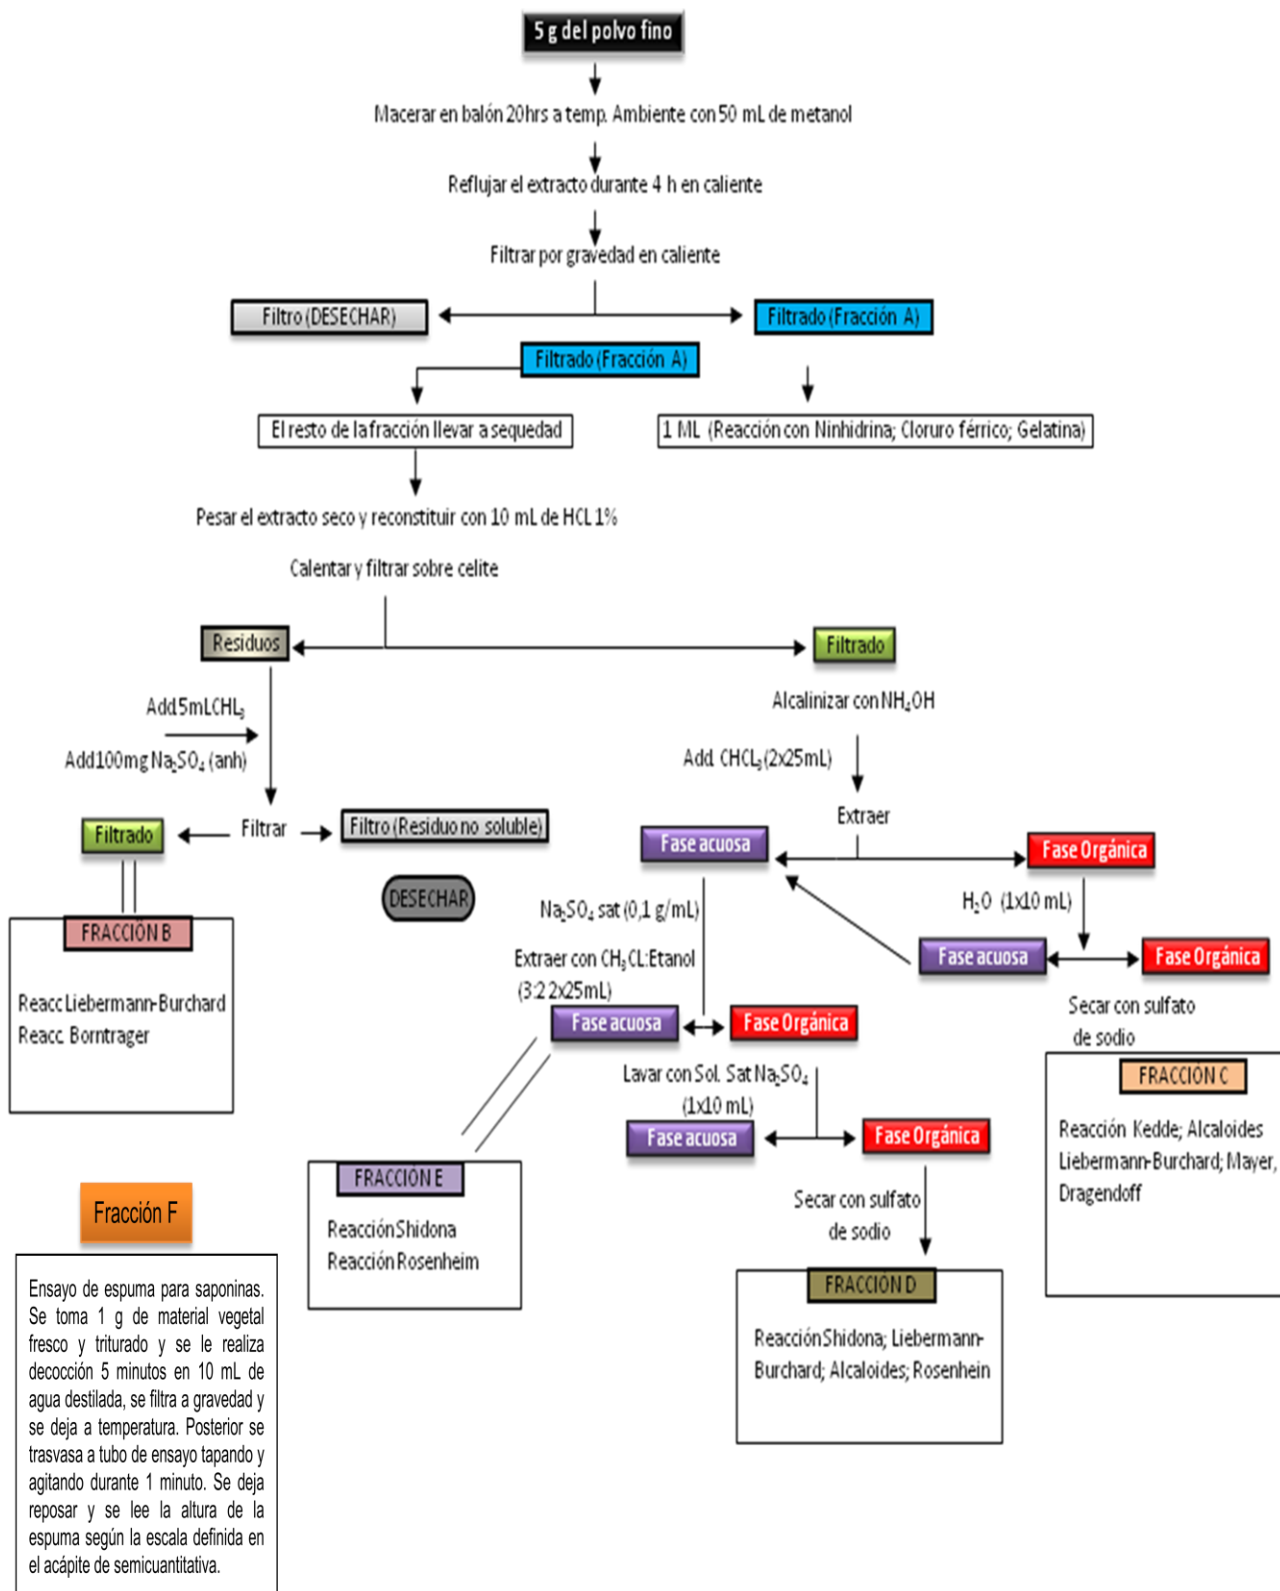 5 g del polvo fino
Macerar en balón 20hrs a temp. Ambiente con 50 mL de metanol
Reflujar el extracto durante 4 h en caliente
Filtrar por gravedad en caliente
Filtro (DESECHAR)
Filtrado (Fracción A)
Filtrado (Fracción A)
El resto de la fracción llevar a sequedad
1 ML (Reacción con Ninhidrina; Cloruro férrico; Gelatina)
Pesar el extracto seco y reconstituir con 10 mL de HCL 1%
Calentar y filtrar sobre celite
Residuos
Filtrado
Add.5mLCHL₃
Add.100mg Na₂SO₄ (anh)
Alcalinizar con NH₄OH
Add. CHCL₃ (2x25mL)
Extraer
Filtrado
Filtrar
Filtro (Residuo no soluble)
DESECHAR
Fase acuosa
Fase Orgánica
H₂O (1x10 mL)
Fase acuosa
Fase Orgánica
Na₂SO₄ sat (0,1 g/mL)
Extraer con CH₃CL:Etanol
(3:2 2x25mL)
Fase acuosa
Fase Orgánica
Secar con sulfato
de sodio
FRACCIÓN B
Reacc Liebermann-Burchard
Reacc. Borntrager
Lavar con Sol. Sat Na₂SO₄
(1x10 mL)
Fase acuosa
Fase Orgánica
FRACCIÓN C
Reacción Kedde; Alcaloides
Liebermann-Burchard; Mayer,
Dragendoff
FRACCIÓN E
Reacción Shidona
Reacción Rosenheim
Secar con sulfato
de sodio
FRACCIÓN D
Reacción Shidona; Liebermann-
Burchard; Alcaloides; Rosenhein
Fracción F
Ensayo de espuma para saponinas.
Se toma 1 g de material vegetal
fresco y triturado y se le realiza
decocción 5 minutos en 10 mL de
agua destilada, se filtra a gravedad y
se deja a temperatura. Posterior se
trasvasa a tubo de ensayo tapando y
agitando durante 1 minuto. Se deja
reposar y se lee la altura de la
espuma según la escala definida en
el acápite de semicuantitativa.